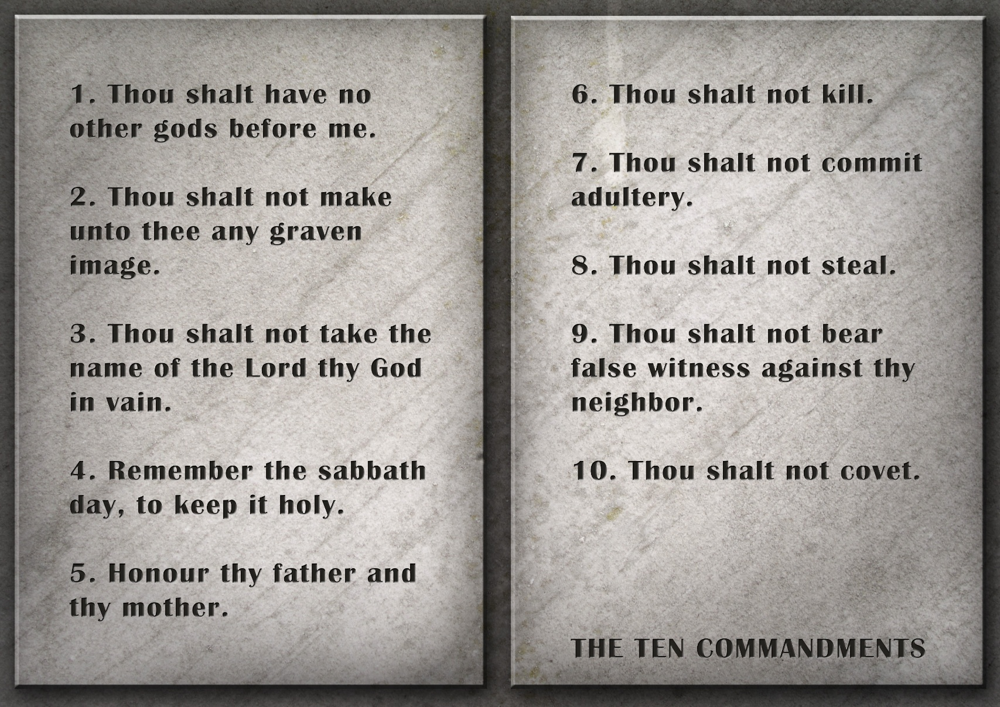 1. Thou shalt have no
other gods before me.
2. Thou shalt not make
unto thee any graven
image.
3. Thou shalt not take the
name of the Lord thy God
in vain.
4. Remember the sabbath
day, to keep it holy.
5. Honour thy father and
thy mother.
6. Thou shalt not kill.
7. Thou shalt not commit
adultery.
8. Thou shalt not steal.
9. Thou shalt not bear
false witness against thy
neighbor.
10. Thou shalt not covet.
THE TEN COMMANDMENTS